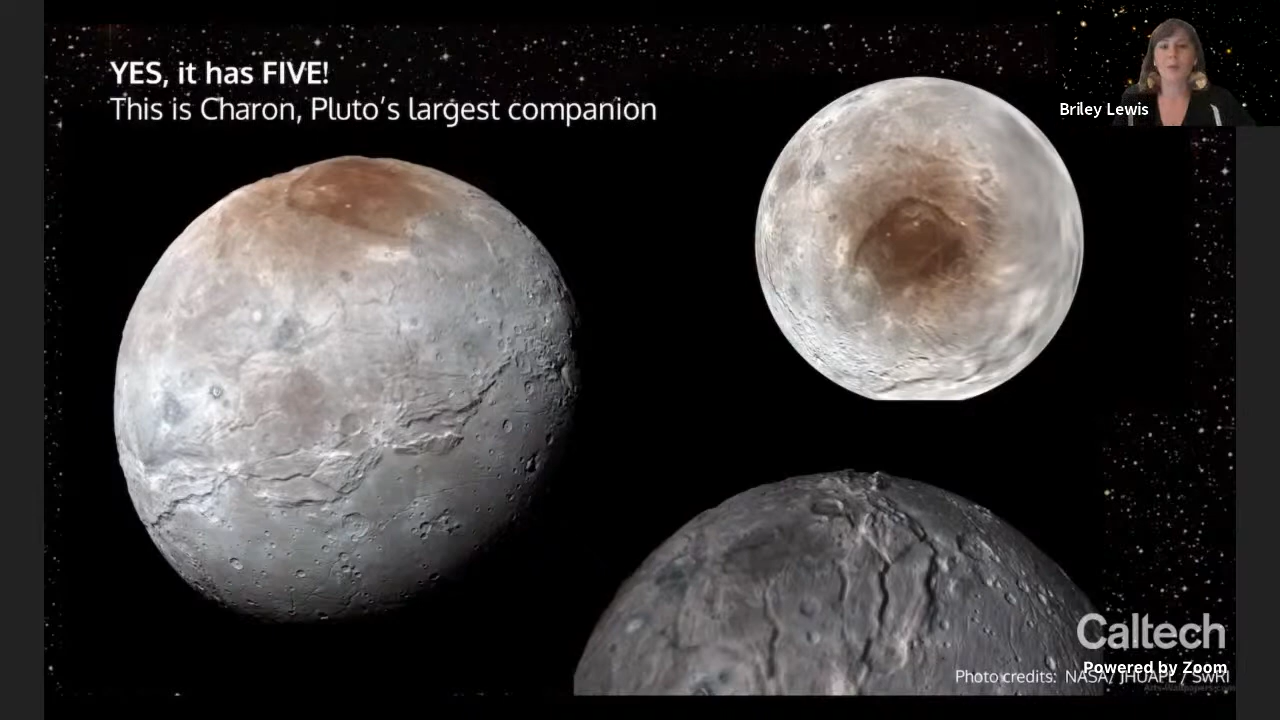 YES, it has FIVE!
This is Charon, Pluto's largest companion
Briley Lewis
Caltech
Powered by Zoom
Photo credits: NASA / JHUAPL / SwRI